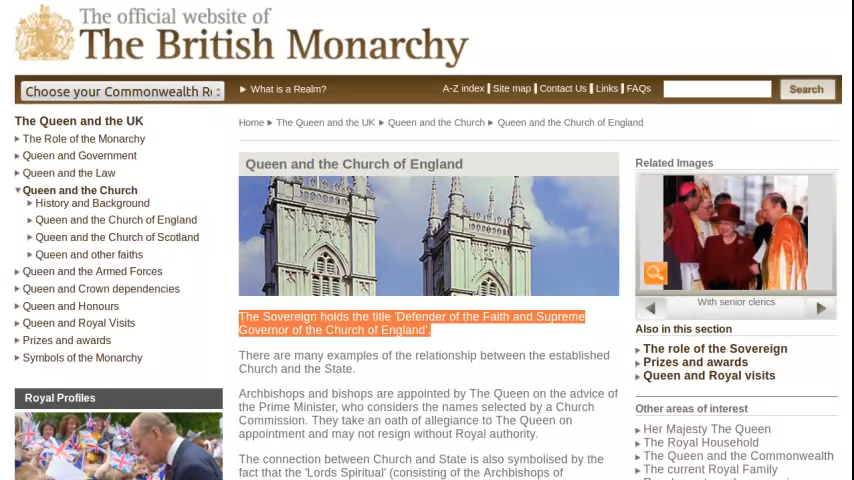 The official website of
The British Monarchy
Choose your Commonwealth
What is a Realm?
A-Z index | Site map | Contact Us | Links | FAQs
Search
The Queen and the UK
The Role of the Monarchy
Queen and Government
Queen and the Law
Queen and the Church
History and Background
Queen and the Church of England
Queen and the Church of Scotland
Queen and other faiths
Queen and the Armed Forces
Queen and Crown dependencies
Queen and Honours
Queen and Royal Visits
Prizes and awards
Symbols of the Monarchy
Royal Profiles
Home The Queen and the UK Queen and the Church Queen and the Church of England
Queen and the Church of England
The Sovereign holds the title 'Defender of the Faith and Supreme
Governor of the Church of England'.
There are many examples of the relationship between the established
Church and the State.
Archbishops and bishops are appointed by The Queen on the advice of
the Prime Minister, who considers the names selected by a Church
Commission. They take an oath of allegiance to The Queen on
appointment and may not resign without Royal authority.
The connection between Church and State is also symbolised by the
fact that the 'Lords Spiritual' (consisting of the Archbishops of
Related Images
With senior clerics
Also in this section
The role of the Sovereign
Prizes and awards
Queen and Royal visits
Other areas of interest
Her Majesty The Queen
The Royal Household
The Queen and the Commonwealth
The current Royal Family